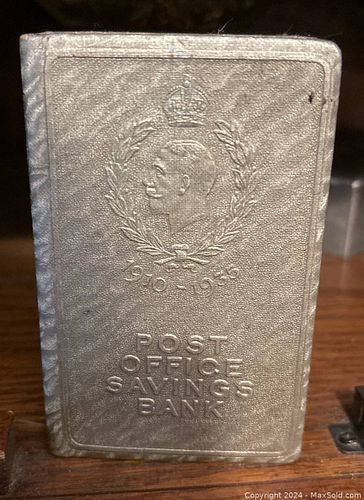 1910 - 1935
POST
OFFICE
SAVINGS
BANK
Copyright 2024 - MaxSold.com